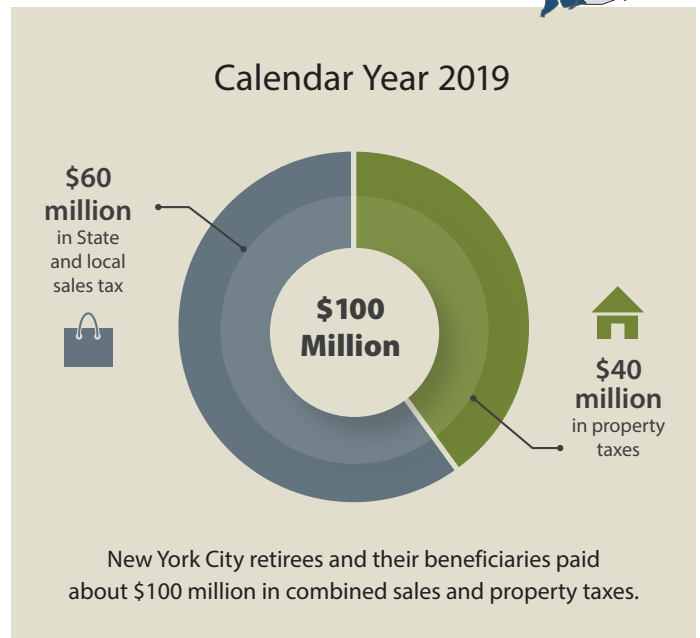 Calendar Year 2019
$60
million
in State
and local
sales tax
$100
Million
$40
million
in property
taxes
New York City retirees and their beneficiaries paid
about $100 million in combined sales and property taxes.